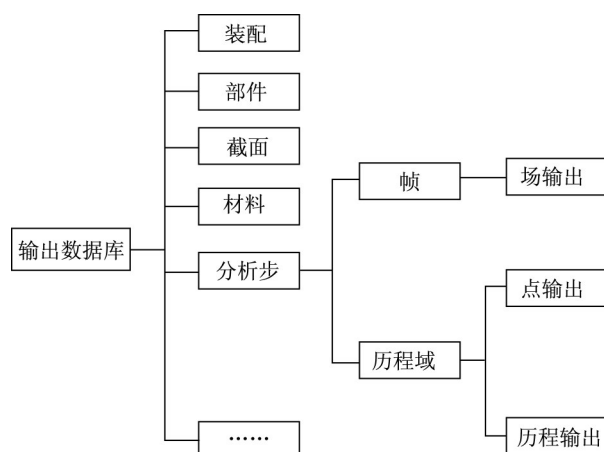 装配
部件
截面
材料
输出数据库
分析步
……
帧
历程域
场输出
点输出
历程输出